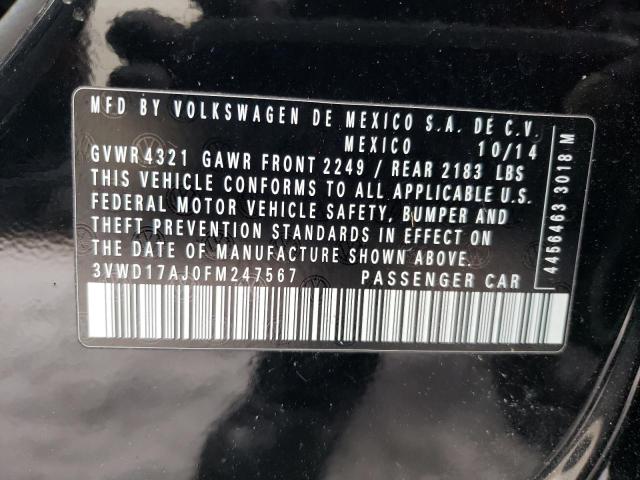 MFD BY VOLKSWAGEN DE MEXICO S.A. DE C.V.
MEXICO 10/14
GVWR 4321 GAWR FRONT 2249 / REAR 2183 LBS
THIS VEHICLE CONFORMS TO ALL APPLICABLE U.S.
FEDERAL MOTOR VEHICLE SAFETY, BUMPER AND
THEFT PREVENTION STANDARDS IN EFFECT ON
THE DATE OF MANUFACTURE SHOWN ABOVE.
3VWD17AJ0FM247567 PASSENGER CAR
4456463 3018 M